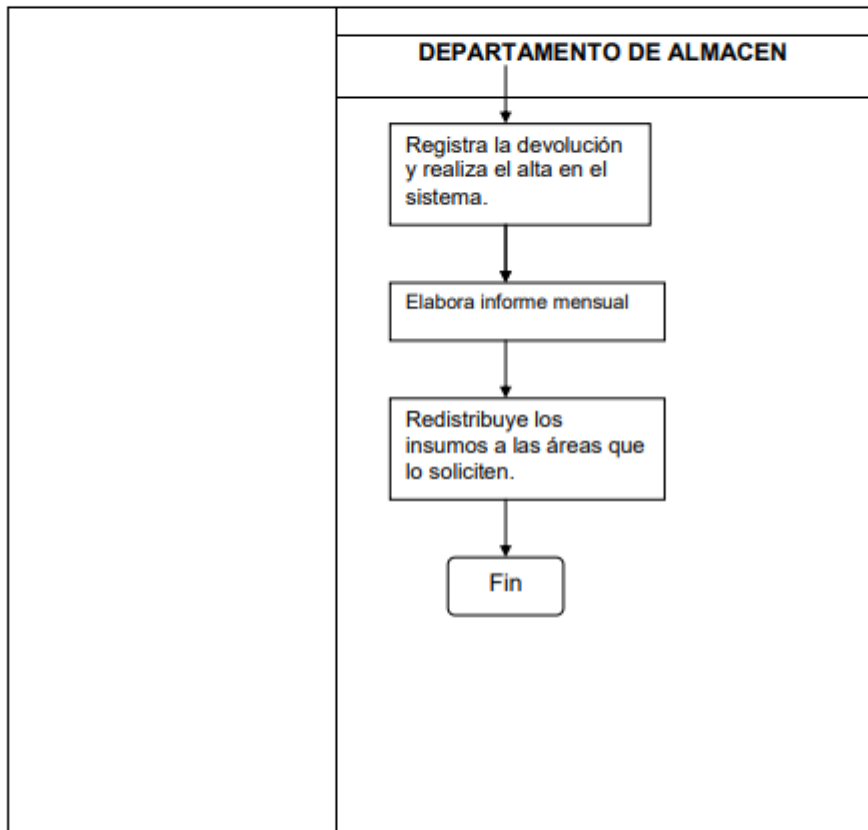 DEPARTAMENTO DE ALMACEN
Registra la devolución
y realiza el alta en el
sistema.
Elabora informe mensual
Redistribuye los
insumos a las áreas que
lo soliciten.
Fin